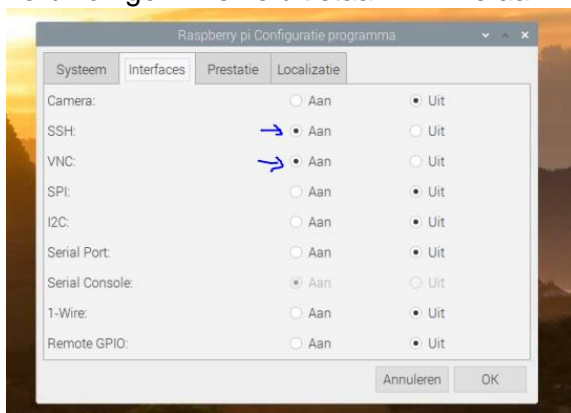 Raspberry pi Configuratie programma
Systeem Interfaces Prestatie Localizatie
Camera: Aan Uit
SSH: Aan Uit
VNC: Aan Uit
SPI: Aan Uit
I2C: Aan Uit
Serial Port: Aan Uit
Serial Console: Aan Uit
1-Wire: Aan Uit
Remote GPIO: Aan Uit
Annuleren OK